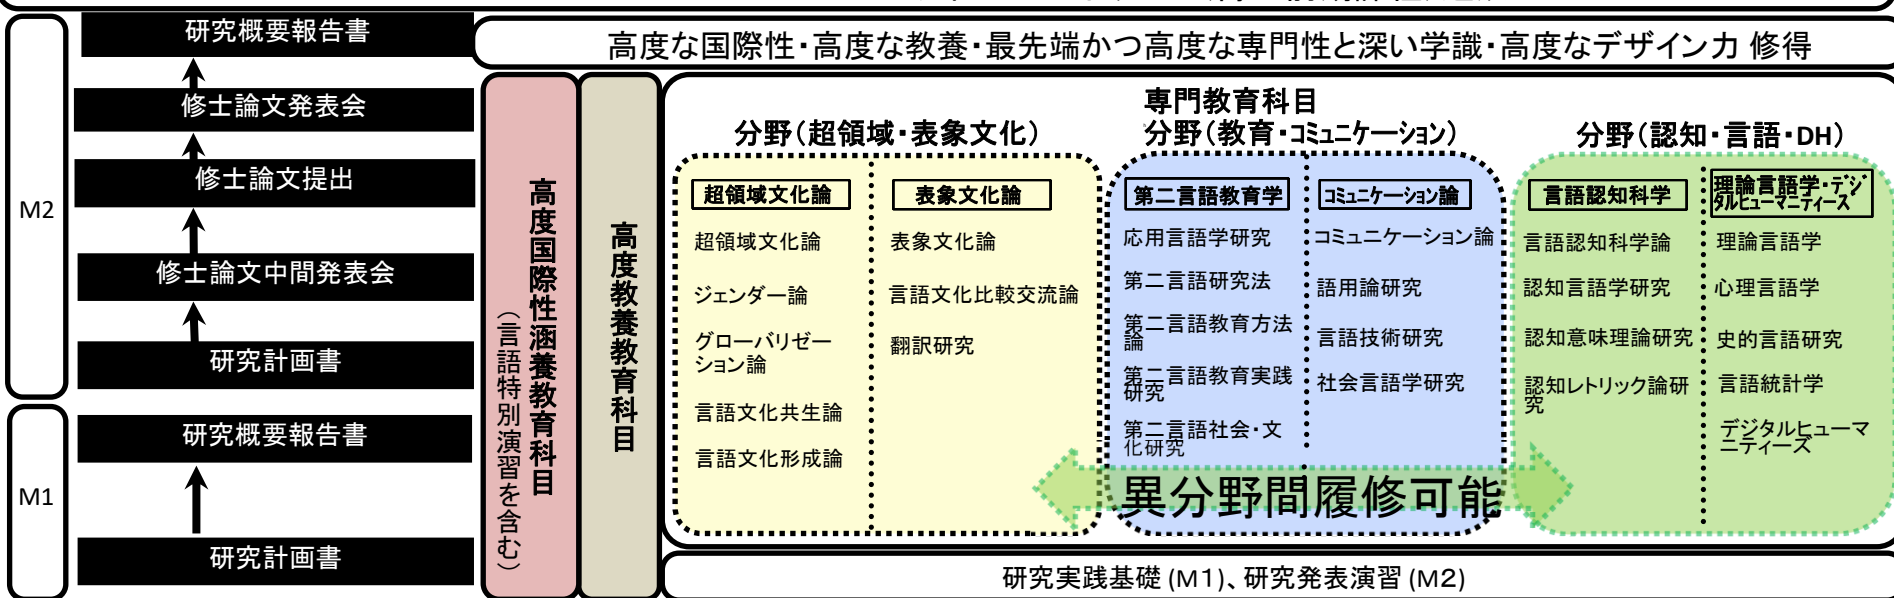 研究概要報告書
高度な国際性・高度な教養・最先端かつ高度な専門性と深い学識・高度なデザイン力 修得
M2
修士論文発表会
修士論文提出
修士論文中間発表会
研究計画書
M1
研究概要報告書
研究計画書
高度国際性涵養教育科目
（言語特別演習を含む）
高度教養教育科目
専門教育科目
分野（超領域・表象文化）
分野（教育・コミュニケーション）
分野（認知・言語・DH）
超領域文化論
超領域文化論
ジェンダー論
グローバリゼー
ション論
言語文化共生論
言語文化形成論
表象文化論
表象文化論
言語文化比較交流論
翻訳研究
第二言語教育学
応用言語学研究
第二言語研究法
第二言語教育方法
論
第二言語教育実践
研究
第二言語社会・文
化研究
コミュニケーション論
コミュニケーション論
語用論研究
言語技術研究
社会言語学研究
言語認知科学
言語認知科学論
認知言語学研究
認知意味理論研究
認知レトリック論研
究
理論言語学・デジ
タルヒューマニティーズ
理論言語学
心理言語学
史的言語研究
言語統計学
デジタルヒューマ
ニティーズ
異分野間履修可能
研究実践基礎 (M1)、研究発表演習 (M2)